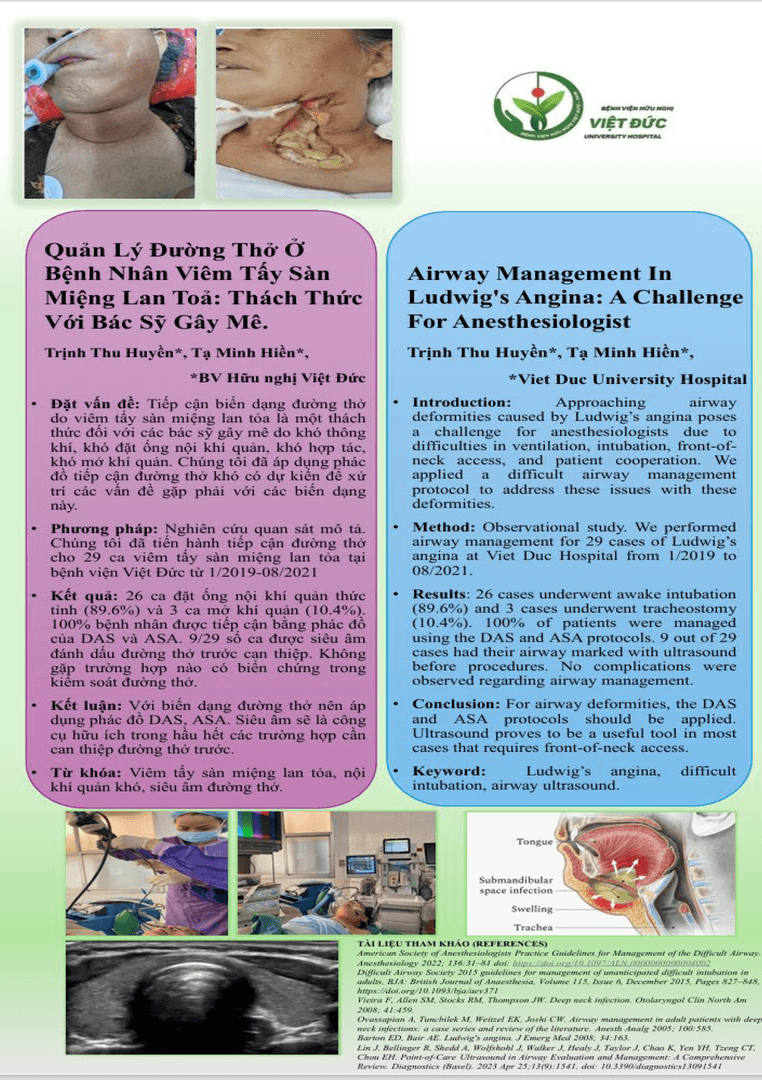 BỆNH VIỆN HỮU NGHỊ
VIỆT ĐỨC
UNIVERSITY HOSPITAL
Quản Lý Đường Thở Ở
Bệnh Nhân Viêm Tấy Sàn
Miệng Lan Toả: Thách Thức
Với Bác Sỹ Gây Mê.
Trịnh Thu Huyền*, Tạ Minh Hiền*,
*BV Hữu nghị Việt Đức
• Đặt vấn đề: Tiếp cận biến dạng đường thở
do viêm tấy sàn miệng lan tỏa là một thách
thức đối với các bác sỹ gây mê do khó thông
khí, khó đặt ống nội khí quản, khó hợp tác,
khó mở khí quản. Chúng tôi đã áp dụng phác
đồ tiếp cận đường thở khó có dự kiến để xử
trí các vấn đề gặp phải với các biến dạng
này.
• Phương pháp: Nghiên cứu quan sát mô tả.
Chúng tôi đã tiến hành tiếp cận đường thở
cho 29 ca viêm tấy sàn miệng lan tỏa tại
bệnh viện Việt Đức từ 1/2019-08/2021
• Kết quả: 26 ca đặt ống nội khí quản thức
tỉnh (89.6%) và 3 ca mở khí quản (10.4%).
100% bệnh nhân được tiếp cận bằng phác đồ
của DAS và ASA. 9/29 số ca được siêu âm
đánh dấu đường thở trước can thiệp. Không
gặp trường hợp nào có biến chứng trong
kiểm soát đường thở.
• Kết luận: Với biến dạng đường thở nên áp
dụng phác đồ DAS, ASA. Siêu âm sẽ là công
cụ hữu ích trong hầu hết các trường hợp cần
can thiệp đường thở trước.
• Từ khóa: Viêm tấy sàn miệng lan tỏa, nội
khí quản khó, siêu âm đường thở.
Airway Management In
Ludwig's Angina: A Challenge
For Anesthesiologist
Trịnh Thu Huyền*, Tạ Minh Hiền*,
*Viet Duc University Hospital
• Introduction: Approaching airway
deformities caused by Ludwig's angina poses
a challenge for anesthesiologists due to
difficulties in ventilation, intubation, front-of-
neck access, and patient cooperation. We
applied a difficult airway management
protocol to address these issues with these
deformities.
• Method: Observational study. We performed
airway management for 29 cases of Ludwig's
angina at Viet Duc Hospital from 1/2019 to
08/2021.
• Results: 26 cases underwent awake intubation
(89.6%) and 3 cases underwent tracheostomy
(10.4%). 100% of patients were managed
using the DAS and ASA protocols. 9 out of 29
cases had their airway marked with ultrasound
before procedures. No complications were
observed regarding airway management.
• Conclusion: For airway deformities, the DAS
and ASA protocols should be applied.
Ultrasound proves to be a useful tool in most
cases that requires front-of-neck access.
• Keyword: Ludwig's angina, difficult
intubation, airway ultrasound.
Tongue
Submandibular
space infection
Swelling
Trachea
TÀI LIỆU THAM KHẢO (REFERENCES)
American Society of Anesthesiologists Practice Guidelines for Management of the Difficult Airway.
Anesthesiology 2022; 136:31–81 doi: https://doi.org/10.1097/ALN.0000000000004002
Difficult Airway Society 2015 guidelines for management of unanticipated difficult intubation in
adults, BJA: British Journal of Anaesthesia, Volume 115, Issue 6, December 2015, Pages 827–848,
https://doi.org/10.1093/bja/aev371
Vieira F, Allen SM, Stocks RM, Thompson JW. Deep neck infection. Otolaryngol Clin North Am
2008; 41:459.
Ovassapian A, Tuncbilek M, Weitzel EK, Joshi CW. Airway management in adult patients with deep
neck infections: a case series and review of the literature. Anesth Analg 2005; 100:585.
Barton ED, Bair AE. Ludwig's angina. J Emerg Med 2008; 34:163.
Lin J, Bellinger R, Shedd A, Wolfshohl J, Walker J, Healy J, Taylor J, Chao K, Yen YH, Tzeng CT,
Chou EH. Point-of-Care Ultrasound in Airway Evaluation and Management: A Comprehensive
Review. Diagnostics (Basel). 2023 Apr 25;13(9):1541. doi: 10.3390/diagnostics13091541